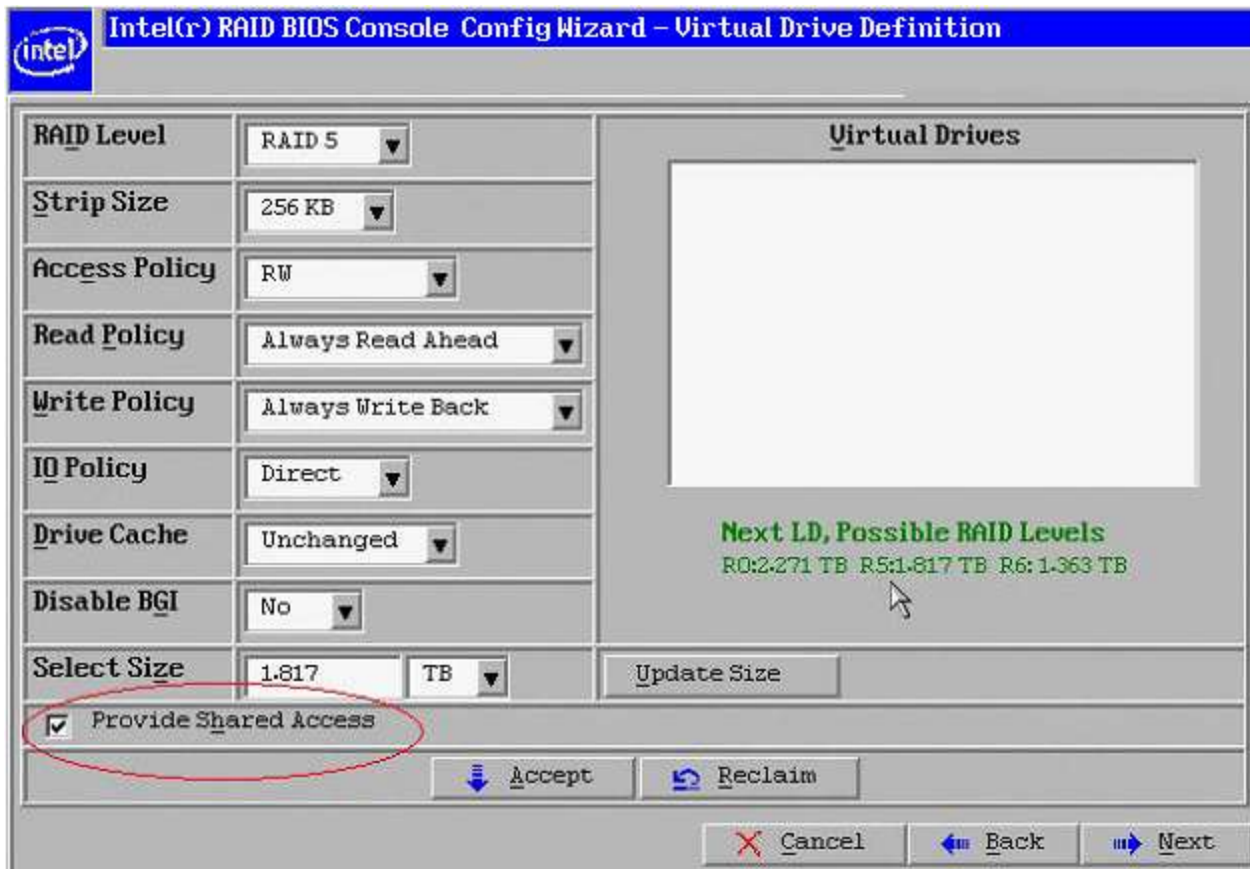 intel
Intel(r) RAID BIOS Console Config Wizard – Virtual Drive Definition
RAID Level
RAID 5
Strip Size
256 KB
Access Policy
RW
Read Policy
Always Read Ahead
Write Policy
Always Write Back
IO Policy
Direct
Drive Cache
Unchanged
Disable BGI
No
Select Size
1.817
TB
Provide Shared Access
Virtual Drives
Next LD, Possible RAID Levels
R0:2.271 TB R5:1.817 TB R6: 1.363 TB
Update Size
Accept
Reclaim
Cancel
Back
Next